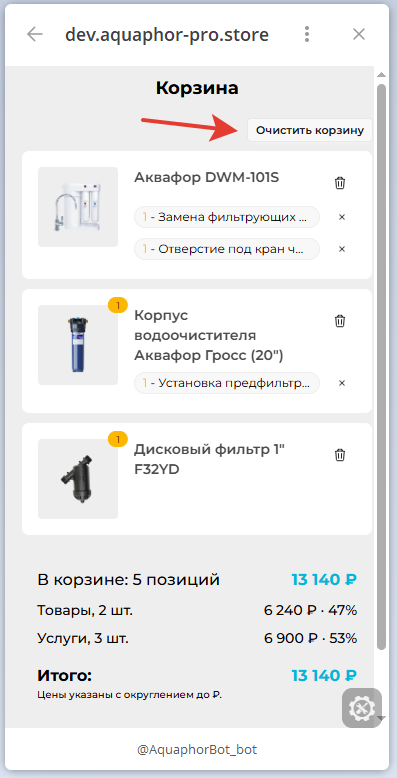 dev.aquaphor-pro.store
Корзина
Очистить корзину
Аквафор DWM-101S
1 - Замена фильтрующих ...
1 - Отверстие под кран ч...
1
Корпус
водоочистителя
Аквафор Гросс (20")
1 - Установка предфильтр...
1
Дисковый фильтр 1"
F32YD
В корзине: 5 позиций 13 140 ₽
Товары, 2 шт. 6 240 ₽ · 47%
Услуги, 3 шт. 6 900 ₽ · 53%
Итого: 13 140 ₽
Цены указаны с округлением до ₽.
@AquaphorBot_bot